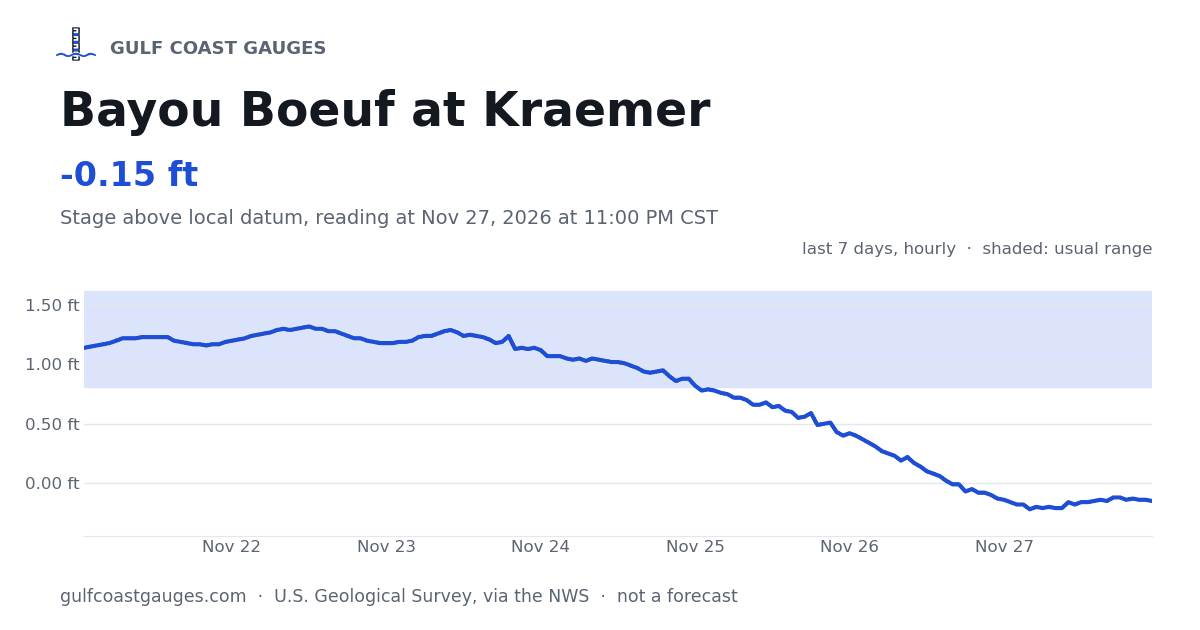 GULF COAST GAUGES
Bayou Boeuf at Kraemer
-0.15 ft
Stage above local datum, reading at Nov 27, 2026 at 11:00 PM CST
last 7 days, hourly · shaded: usual range
1.50 ft
1.00 ft
0.50 ft
0.00 ft
Nov 22 Nov 23 Nov 24 Nov 25 Nov 26 Nov 27
gulfcoastgauges.com · U.S. Geological Survey, via the NWS · not a forecast